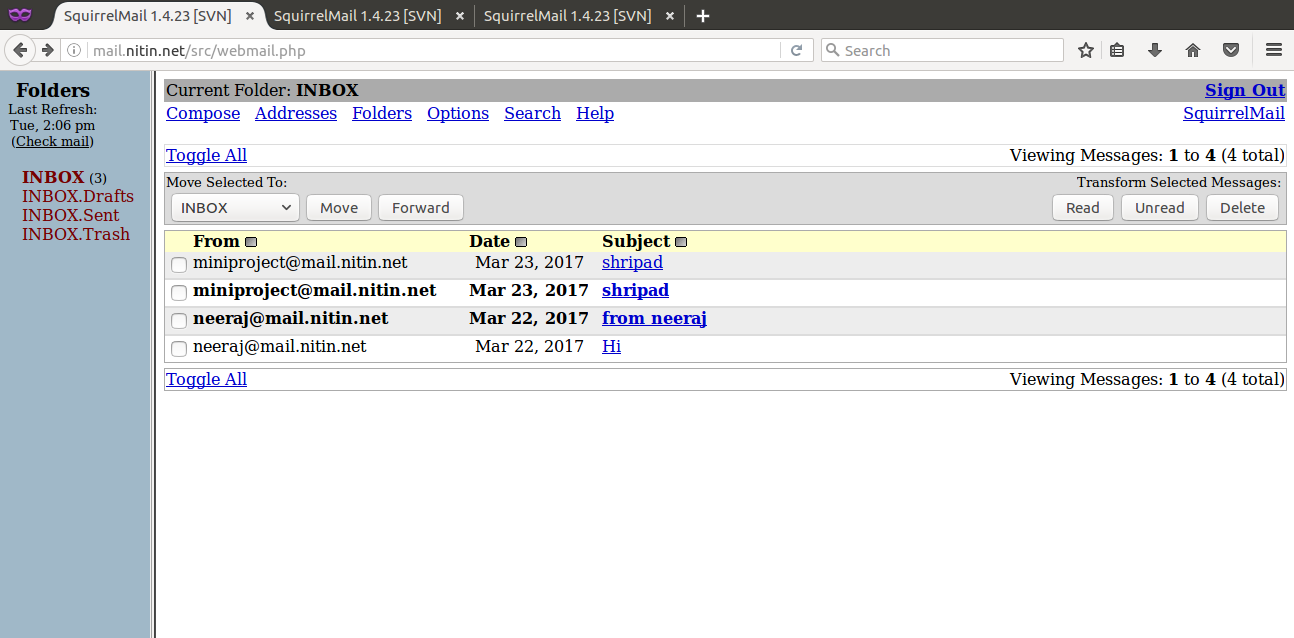 SquirrelMail 1.4.23 [SVN] × SquirrelMail 1.4.23 [SVN] × SquirrelMail 1.4.23 [SVN] × +
mail.nitin.net/src/webmail.php Search
Folders
Last Refresh:
Tue, 2:06 pm
(Check mail)
INBOX (3)
INBOX.Drafts
INBOX.Sent
INBOX.Trash
Current Folder: INBOX Sign Out
Compose Addresses Folders Options Search Help SquirrelMail
Toggle All Viewing Messages: 1 to 4 (4 total)
Move Selected To: Transform Selected Messages:
INBOX Move Forward Read Unread Delete
From Date Subject
miniproject@mail.nitin.net Mar 23, 2017 shripad
miniproject@mail.nitin.net Mar 23, 2017 shripad
neeraj@mail.nitin.net Mar 22, 2017 from neeraj
neeraj@mail.nitin.net Mar 22, 2017 Hi
Toggle All Viewing Messages: 1 to 4 (4 total)